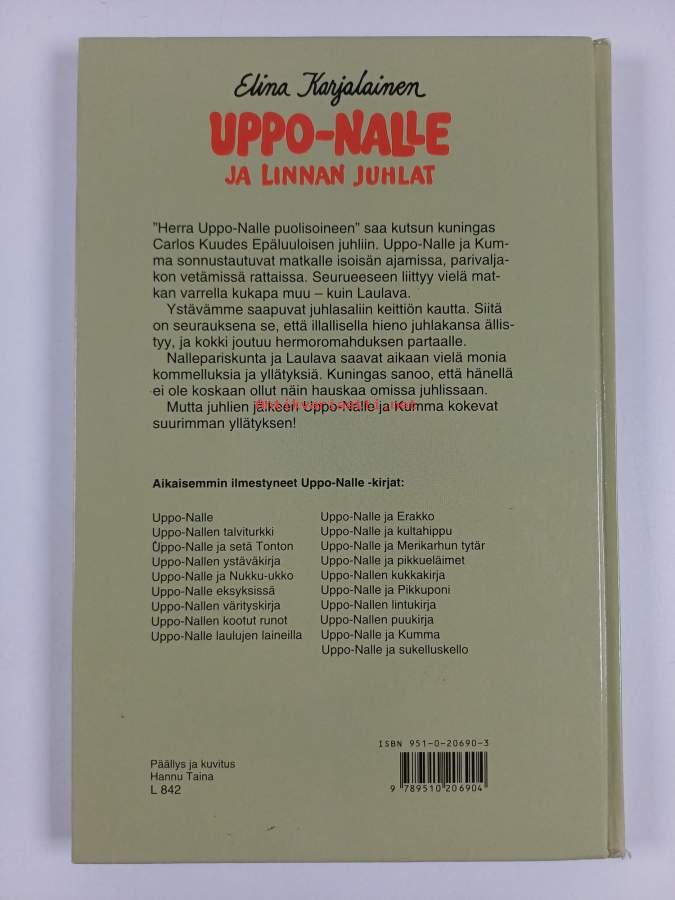 Elina Karjalainen
UPPO-NALLE
JA LINNAN JUHLAT
"Herra Uppo-Nalle puolisoineen" saa kutsun kuningas
Carlos Kuudes Epäluuloisen juhliin. Uppo-Nalle ja Kum-
ma sonnustautuvat matkalle isoisän ajamissa, parivalja-
kon vetämissä rattaissa. Seurueeseen liittyy vielä mat-
kan varrella kukapa muu – kuin Laulava.
Ystävämme saapuvat juhlasaliin keittiön kautta. Siitä
on seurauksena se, että illallisella hieno juhlakansa ällis-
tyy, ja kokki joutuu hermoromahduksen partaalle.
Nallepariskunta ja Laulava saavat aikaan vielä monia
kommelluksia ja yllätyksiä. Kuningas sanoo, että hänellä
ei ole koskaan ollut näin hauskaa omissa juhlissaan.
Antikvariaatti.net
Mutta juhlien jälkeen Uppo-Nalle ja Kumma kokevat
suurimman yllätyksen!
Aikaisemmin ilmestyneet Uppo-Nalle -kirjat:
Uppo-Nalle
Uppo-Nallen talviturkki
Uppo-Nalle ja setä Tonton
Uppo-Nallen ystäväkirja
Uppo-Nalle ja Nukku-ukko
Uppo-Nalle eksyksissä
Uppo-Nallen värityskirja
Uppo-Nallen kootut runot
Uppo-Nalle laulujen laineilla
Uppo-Nalle ja Erakko
Uppo-Nalle ja kultahippu
Uppo-Nalle ja Merikarhun tytär
Uppo-Nalle ja pikkueläimet
Uppo-Nallen kukkakirja
Uppo-Nalle ja Pikkuponi
Uppo-Nallen lintukirja
Uppo-Nallen puukirja
Uppo-Nalle ja Kumma
Uppo-Nalle ja sukelluskello
Päällys ja kuvitus
Hannu Taina
L 842
ISBN 951-0-20690-3
9 789510 206904